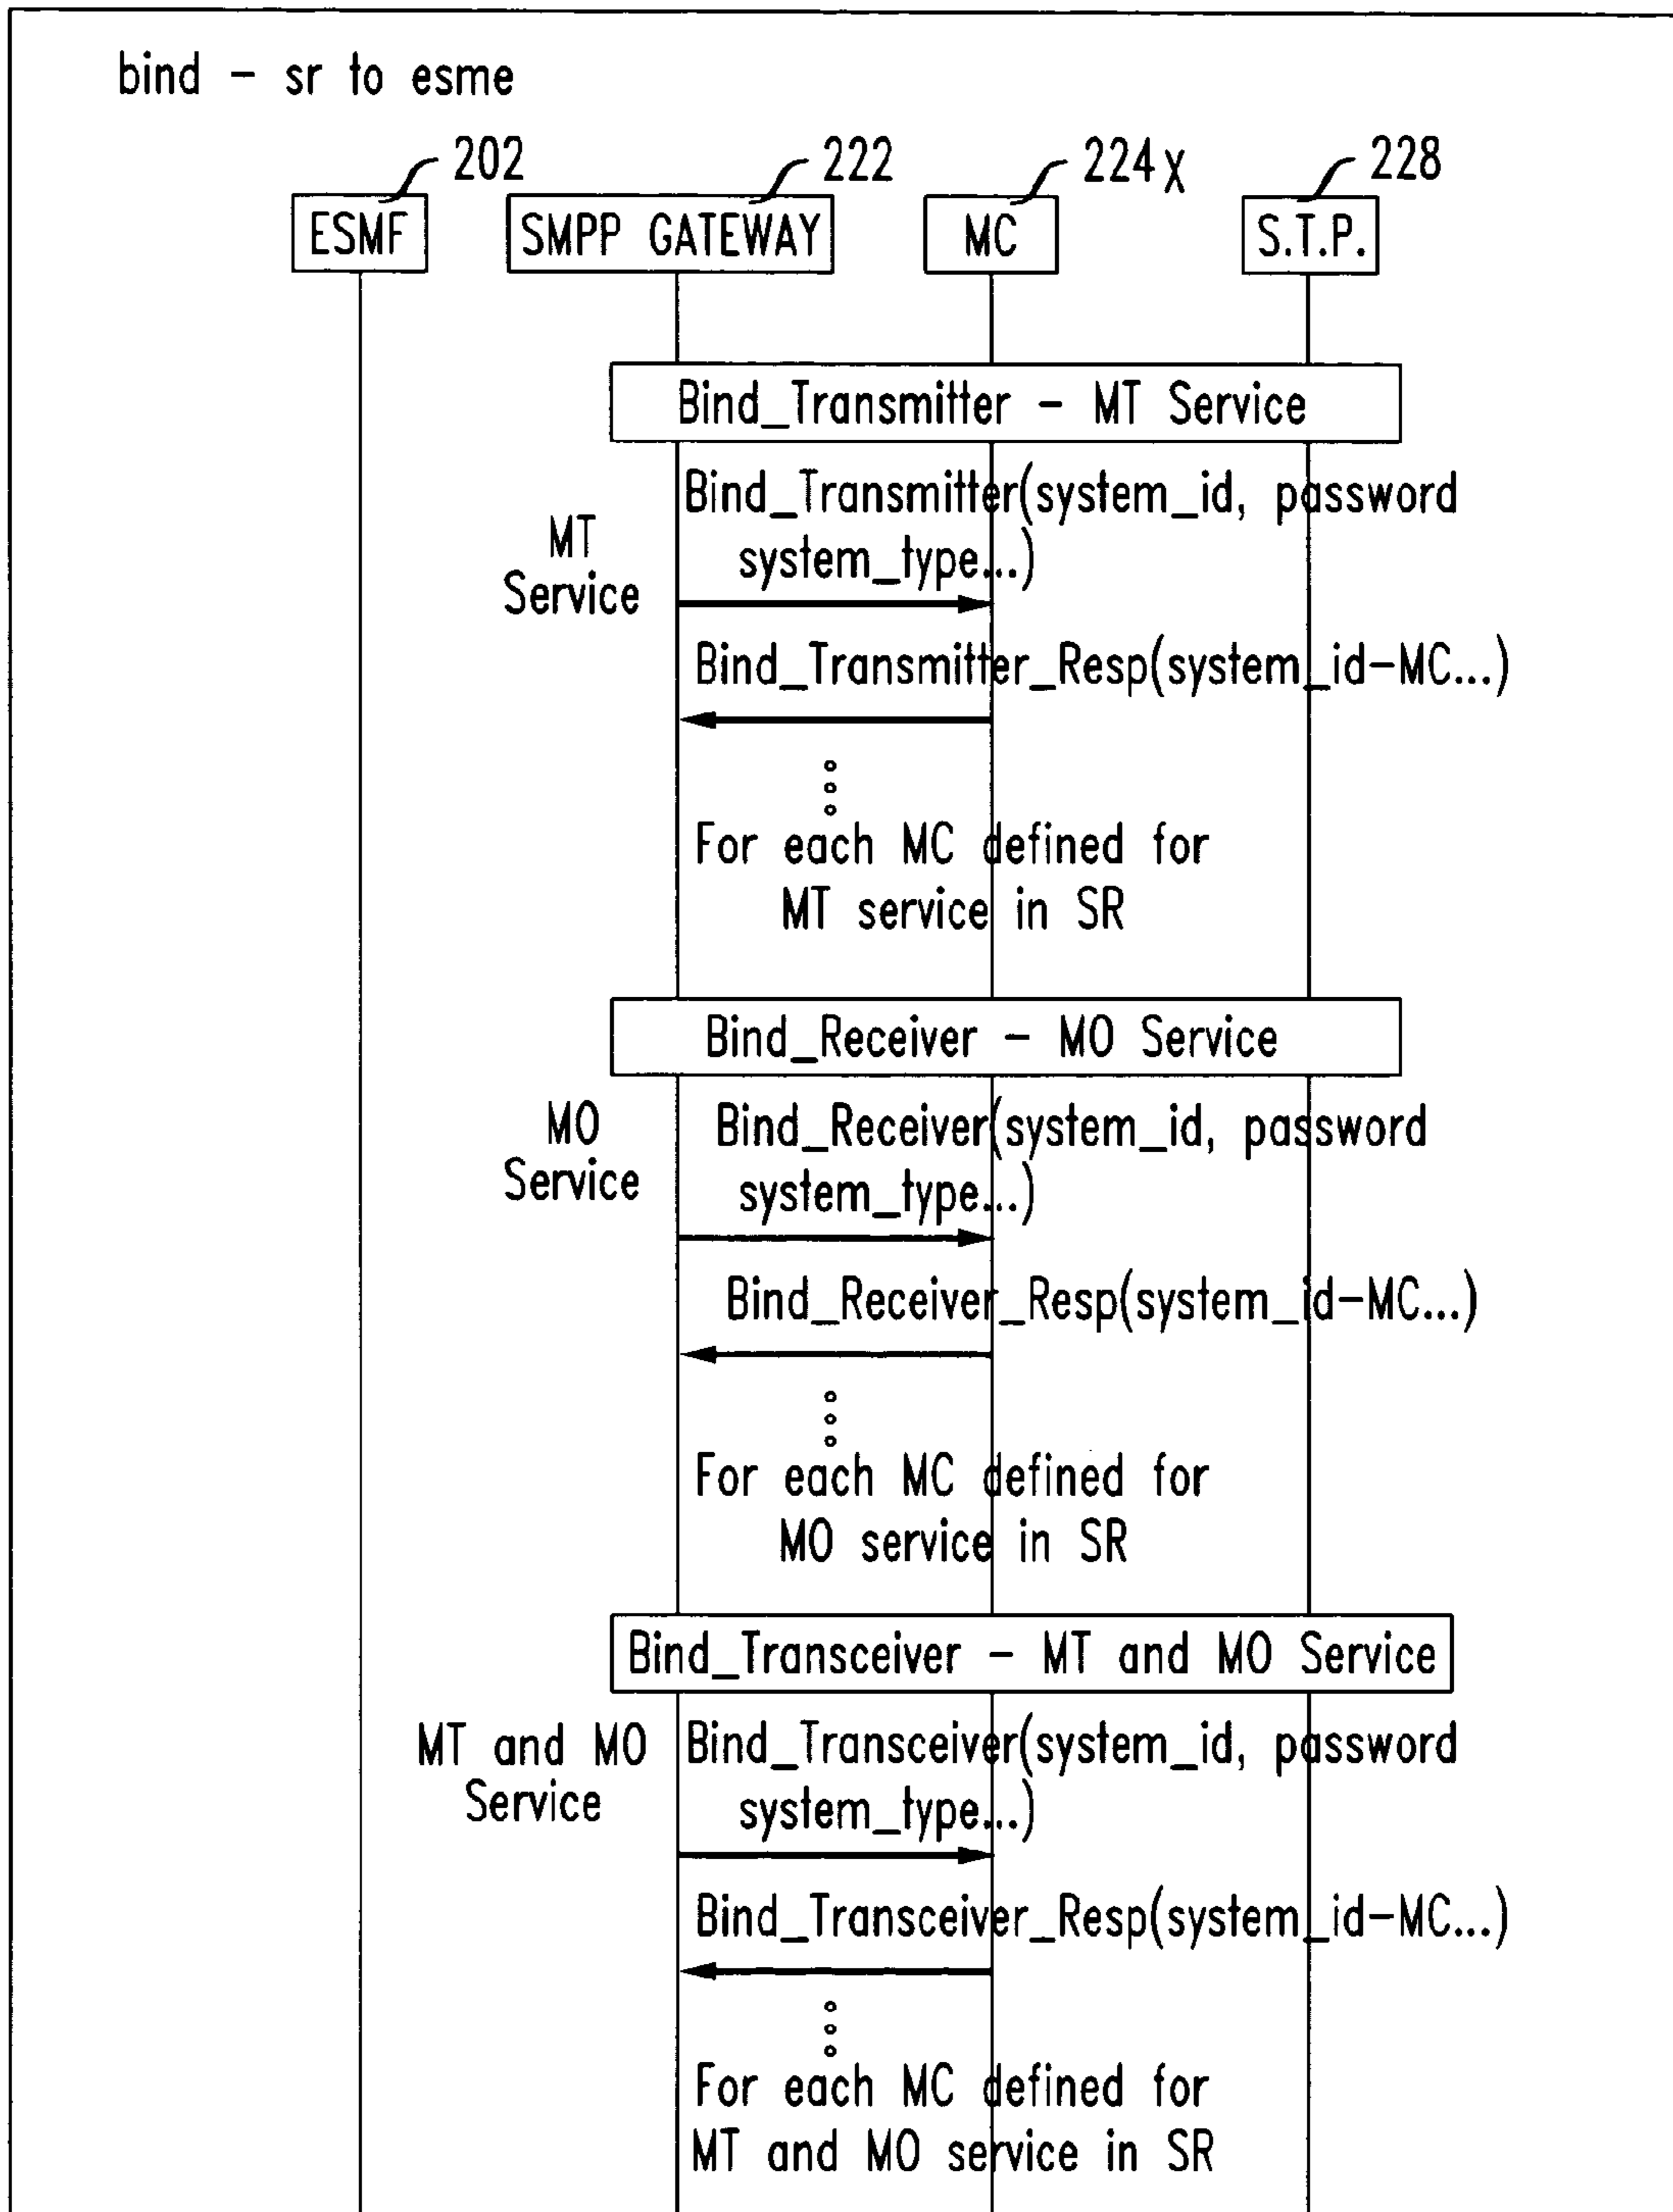 bind - sr to esme
202
222
224x
228
ESMF
SMPP GATEWAY
MC
S.T.P.
Bind_Transmitter - MT Service
MT
Service
Bind_Transmitter(system_id, password
system_type...)
Bind_Transmitter_Resp(system_id-MC...)
For each MC defined for
MT service in SR
Bind_Receiver - MO Service
MO
Service
Bind_Receiver(system_id, password
system_type...)
Bind_Receiver_Resp(system_id-MC...)
For each MC defined for
MO service in SR
Bind_Transceiver - MT and MO Service
MT and MO
Service
Bind_Transceiver(system_id, password
system_type...)
Bind_Transceiver_Resp(system_id-MC...)
For each MC defined for
MT and MO service in SR